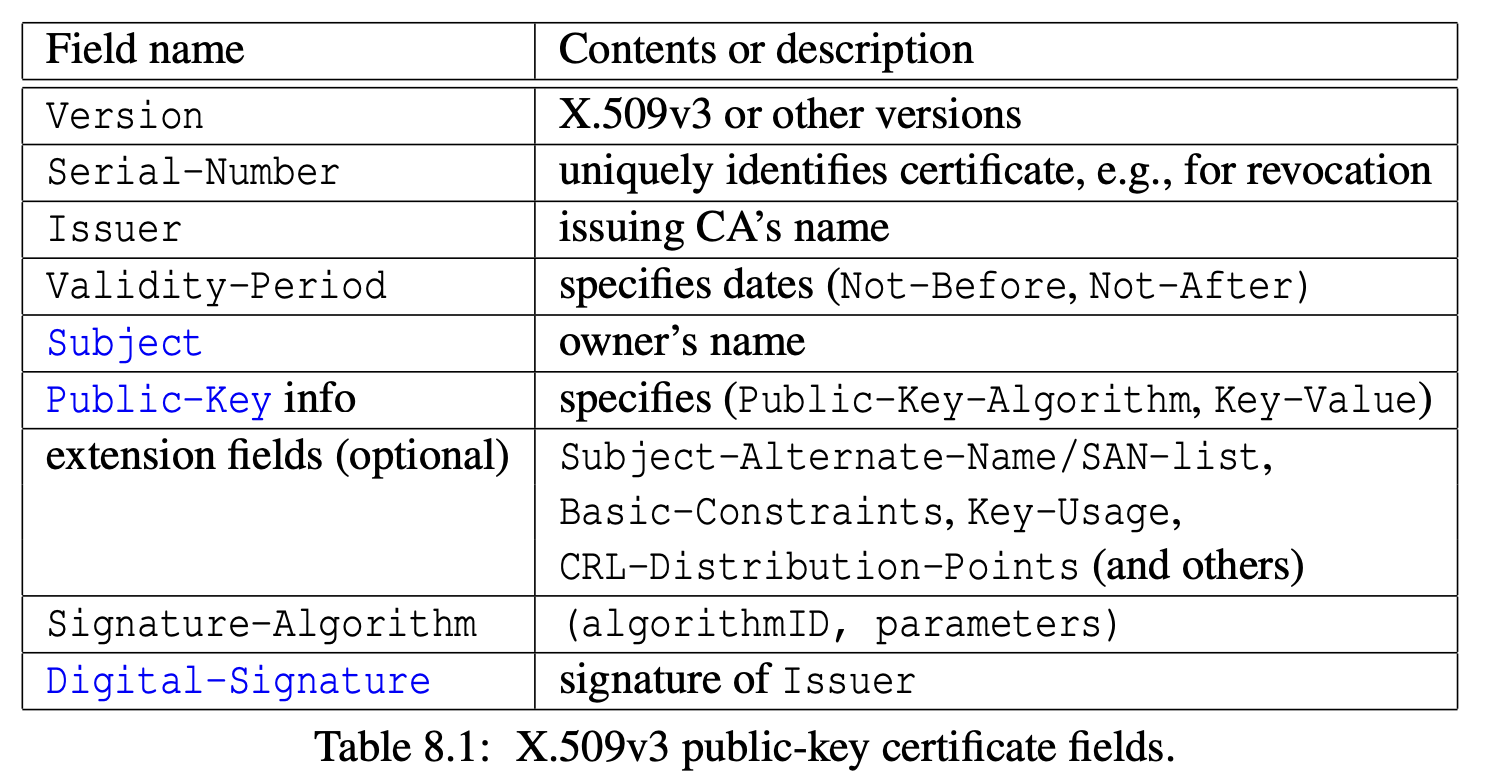 Field name Contents or description
Version X.509v3 or other versions
Serial-Number uniquely identifies certificate, e.g., for revocation
Issuer issuing CA’s name
Validity-Period specifies dates (Not-Before, Not-After)
Subject owner’s name
Public-Key info specifies (Public-Key-Algorithm, Key-Value)
extension fields (optional) Subject-Alternate-Name/SAN-list,
Basic-Constraints, Key-Usage,
CRL-Distribution-Points (and others)
Signature-Algorithm (algorithmID, parameters)
Digital-Signature signature of Issuer
Table 8.1: X.509v3 public-key certificate fields.